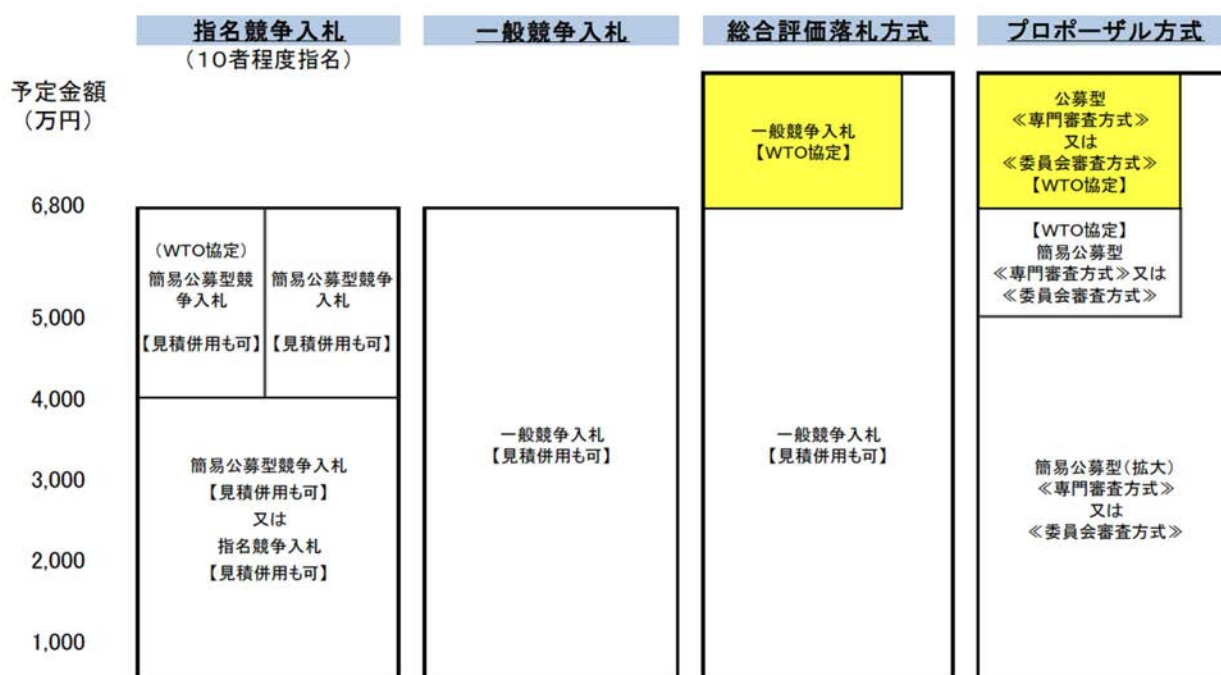 指名競争入札
（10者程度指名）
一般競争入札
総合評価落札方式
プロポーザル方式
予定金額
（万円）
6,800
5,000
4,000
3,000
2,000
1,000
（WTO協定）
簡易公募型競
争入札
【見積併用も可】
簡易公募型競争
入札
【見積併用も可】
簡易公募型競争入札
【見積併用も可】
又は
指名競争入札
【見積併用も可】
一般競争入札
【見積併用も可】
一般競争入札
【WTO協定】
一般競争入札
【見積併用も可】
公募型
≪専門審査方式≫
又は
≪委員会審査方式≫
【WTO協定】
【WTO協定】
簡易公募型
≪専門審査方式≫又は
≪委員会審査方式≫
簡易公募型（拡大）
≪専門審査方式≫
又は
≪委員会審査方式≫